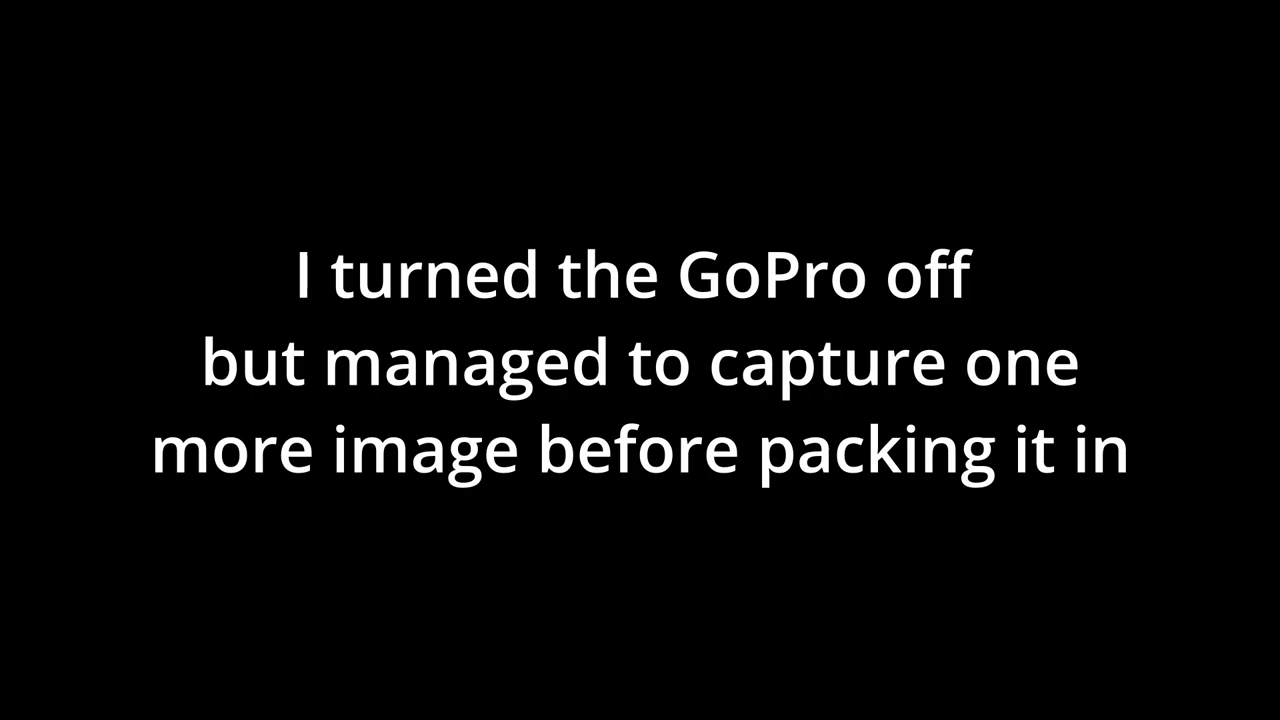 I turned the GoPro off
but managed to capture one
more image before packing it in